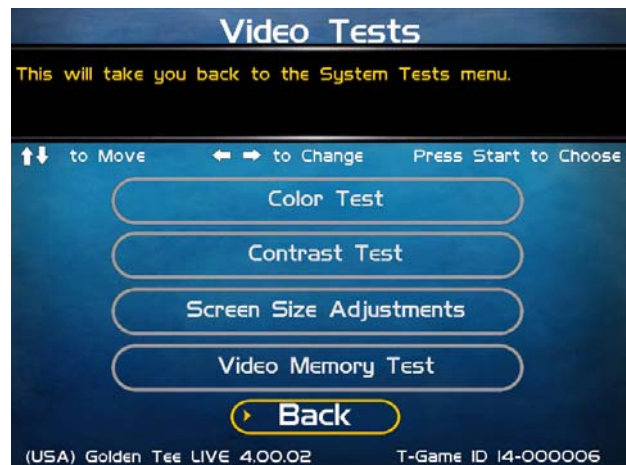 Video Tests
This will take you back to the System Tests menu.
to Move to Change Press Start to Choose
Color Test
Contrast Test
Screen Size Adjustments
Video Memory Test
Back
(USA) Golden Tee LIVE 4.00.02 T-Game ID 14-000006